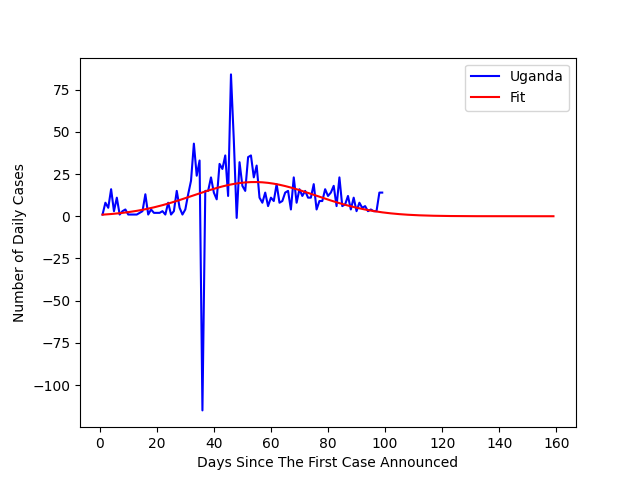 Uganda
Fit
75
50
25
0
−25
−50
−75
−100
Number of Daily Cases
0 20 40 60 80 100 120 140 160
Days Since The First Case Announced